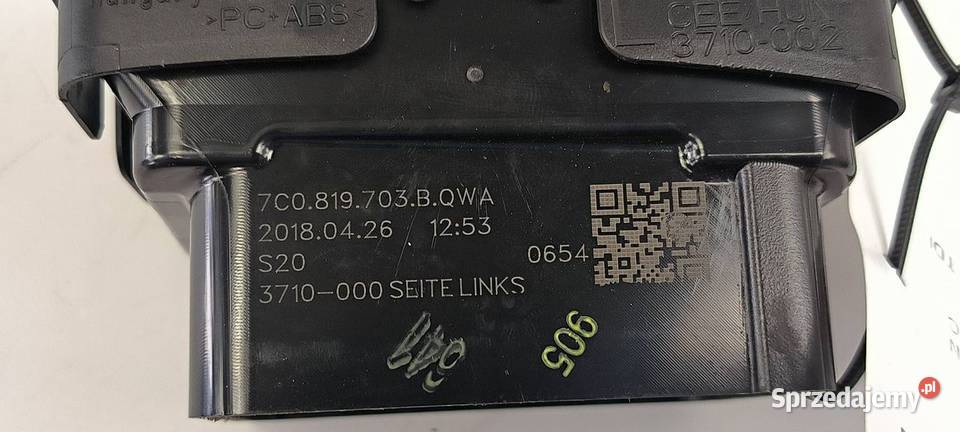 Hungary
>PC+ABS<
CEE/HUN
3710-002
7C0.819.703.B.QWA
2018.04.26 12:53
S20
0654
3710-000 SEITE LINKS
905
Sprzedajemy.pl